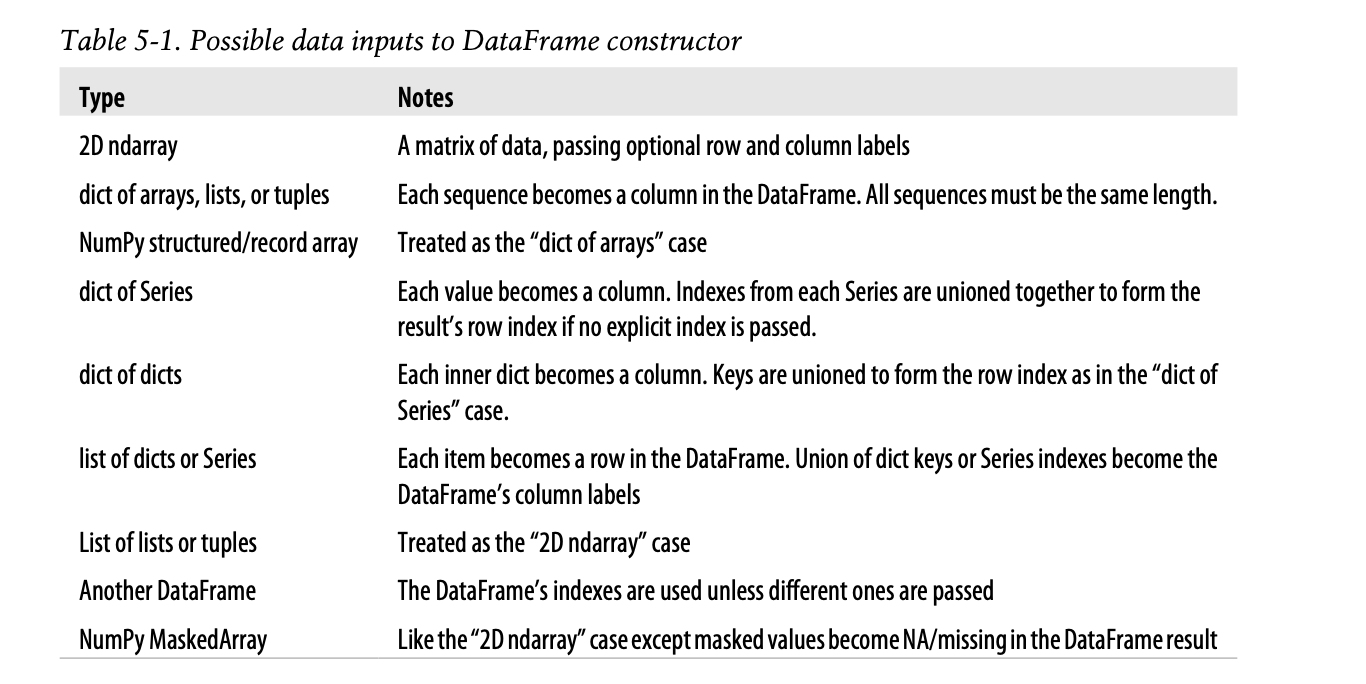 Table 5-1. Possible data inputs to DataFrame constructor
Type Notes
2D ndarray A matrix of data, passing optional row and column labels
dict of arrays, lists, or tuples Each sequence becomes a column in the DataFrame. All sequences must be the same length.
NumPy structured/record array Treated as the “dict of arrays” case
dict of Series Each value becomes a column. Indexes from each Series are unioned together to form the
result’s row index if no explicit index is passed.
dict of dicts Each inner dict becomes a column. Keys are unioned to form the row index as in the “dict of
Series” case.
list of dicts or Series Each item becomes a row in the DataFrame. Union of dict keys or Series indexes become the
DataFrame’s column labels
List of lists or tuples Treated as the “2D ndarray” case
Another DataFrame The DataFrame’s indexes are used unless different ones are passed
NumPy MaskedArray Like the “2D ndarray” case except masked values become NA/missing in the DataFrame result